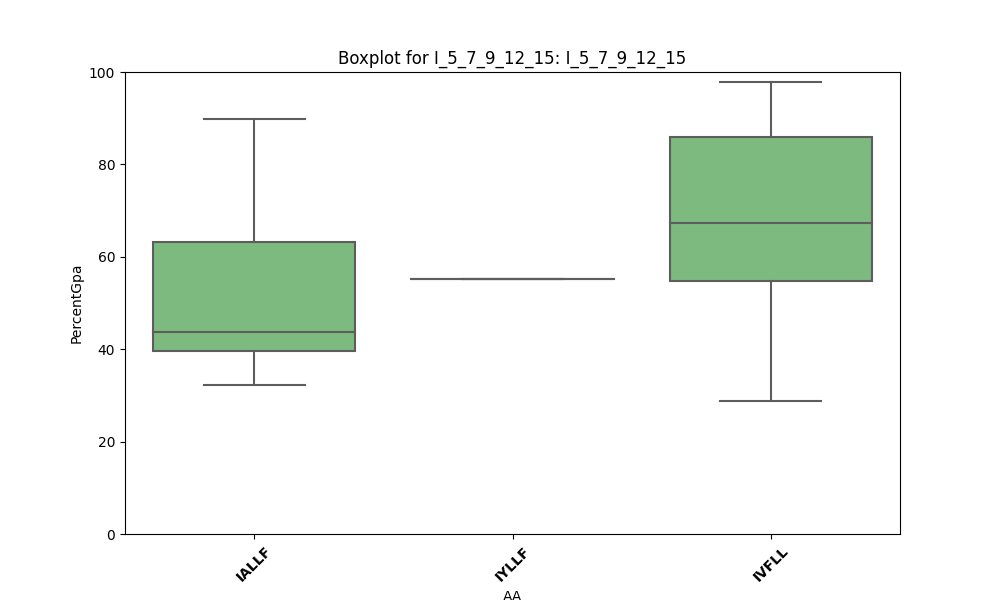 Boxplot for I_5_7_9_12_15: I_5_7_9_12_15
100
80
60
40
20
0
PercentGpa
IALLF
IYLLF
IVFLL
AA